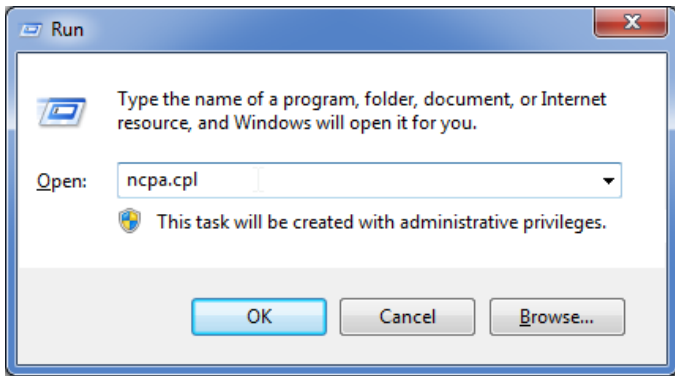 Run
Type the name of a program, folder, document, or Internet
resource, and Windows will open it for you.
Open: ncpa.cpl
This task will be created with administrative privileges.
OK Cancel Browse...